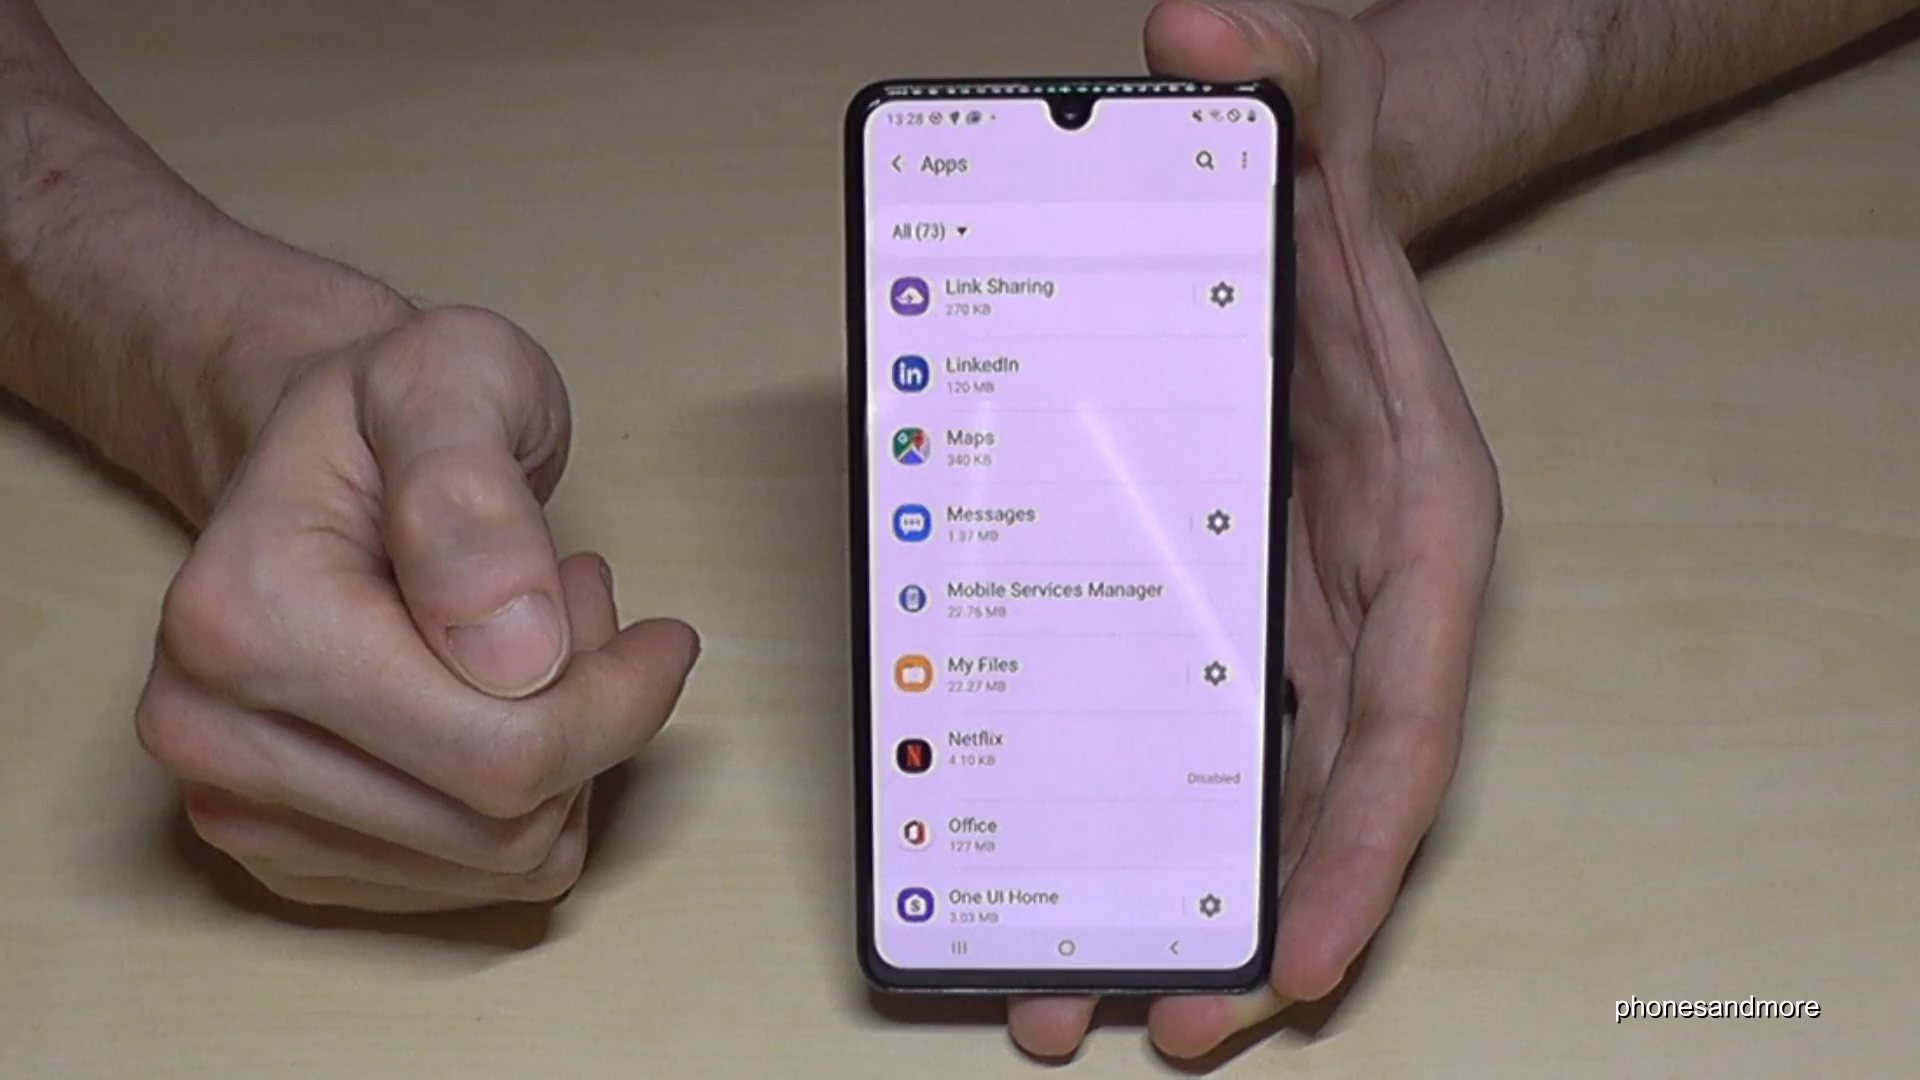 13:28
Apps
All (73)
Link Sharing
270 KB
in
LinkedIn
120 MB
Maps
340 KB
Messages
1.37 MB
Mobile Services Manager
22.76 MB
My Files
22.27 MB
N
Netflix
4.10 KB
Disabled
Office
127 MB
One UI Home
3.03 MB
phonesandmore